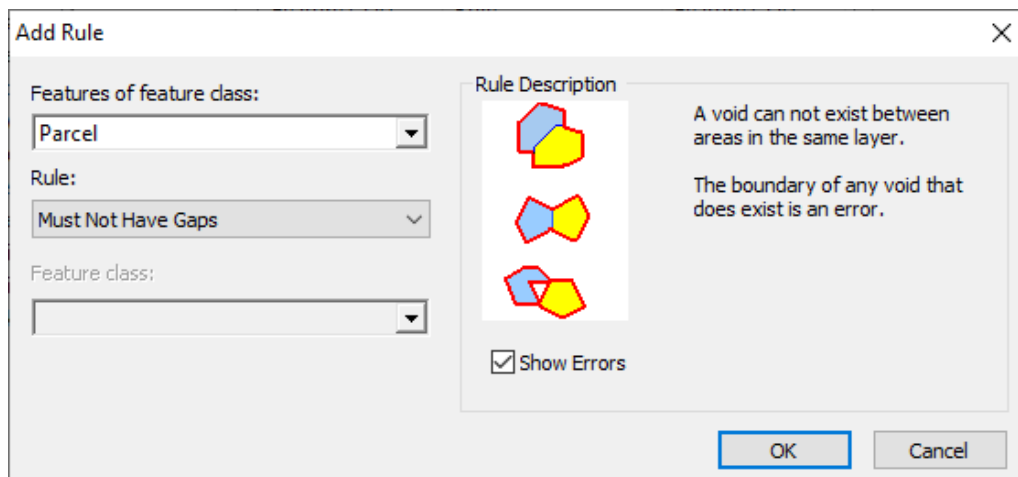 Add Rule
Features of feature class:
Parcel
Rule:
Must Not Have Gaps
Feature class:
Rule Description
A void can not exist between
areas in the same layer.
The boundary of any void that
does exist is an error.
Show Errors
OK
Cancel